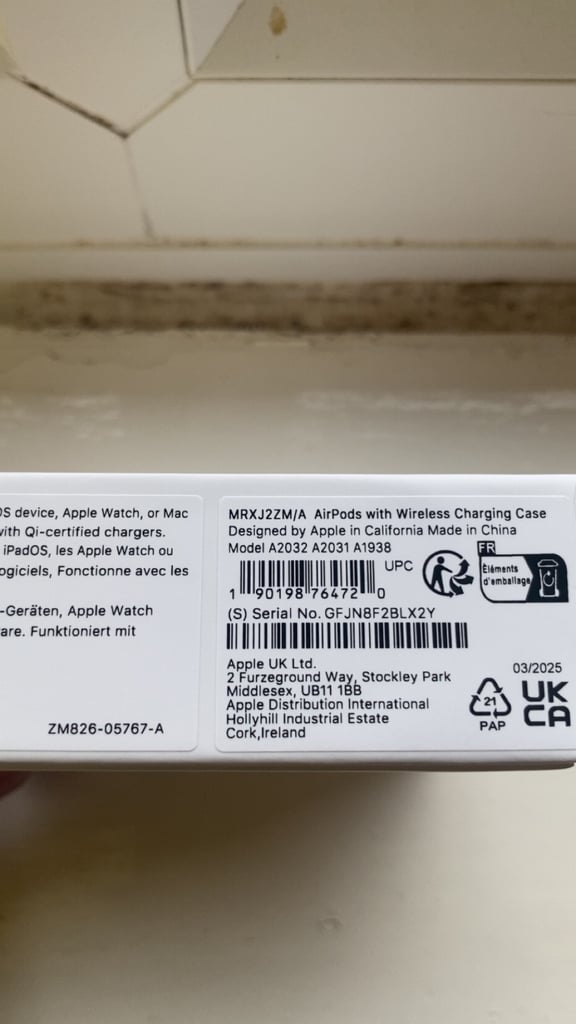 OS device, Apple Watch, or Mac
with Qi-certified chargers.
iPadOS, les Apple Watch ou
ogiciels, Fonctionne avec les
-Geräten, Apple Watch
are. Funktioniert mit
ZM826-05767-A
MRXJ2ZM/A AirPods with Wireless Charging Case
Designed by Apple in California Made in China
Model A2032 A2031 A1938
UPC
1 90198 76472 0
FR
Éléments
d'emballage
(S) Serial No. GFJN8F2BLX2Y
Apple UK Ltd.
2 Furzeground Way, Stockley Park
Middlesex, UB11 1BB
Apple Distribution International
Hollyhill Industrial Estate
Cork,Ireland
21
PAP
03/2025
UK
CA